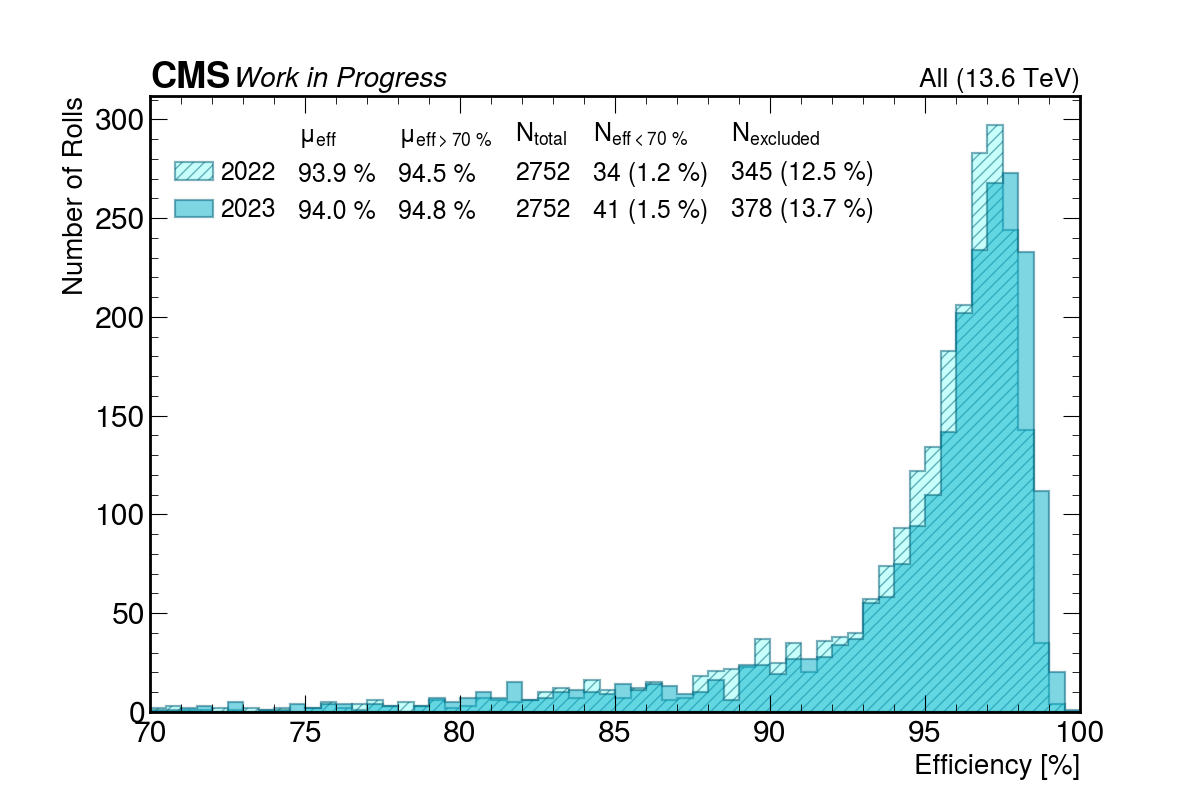 CMS Work in Progress All (13.6 TeV)
Number of Rolls
μeff μeff > 70 % Ntotal Neff < 70 % Nexcluded
2022 93.9 % 94.5 % 2752 34 (1.2 %) 345 (12.5 %)
2023 94.0 % 94.8 % 2752 41 (1.5 %) 378 (13.7 %)
300
250
200
150
100
50
0
70 75 80 85 90 95 100
Efficiency [%]